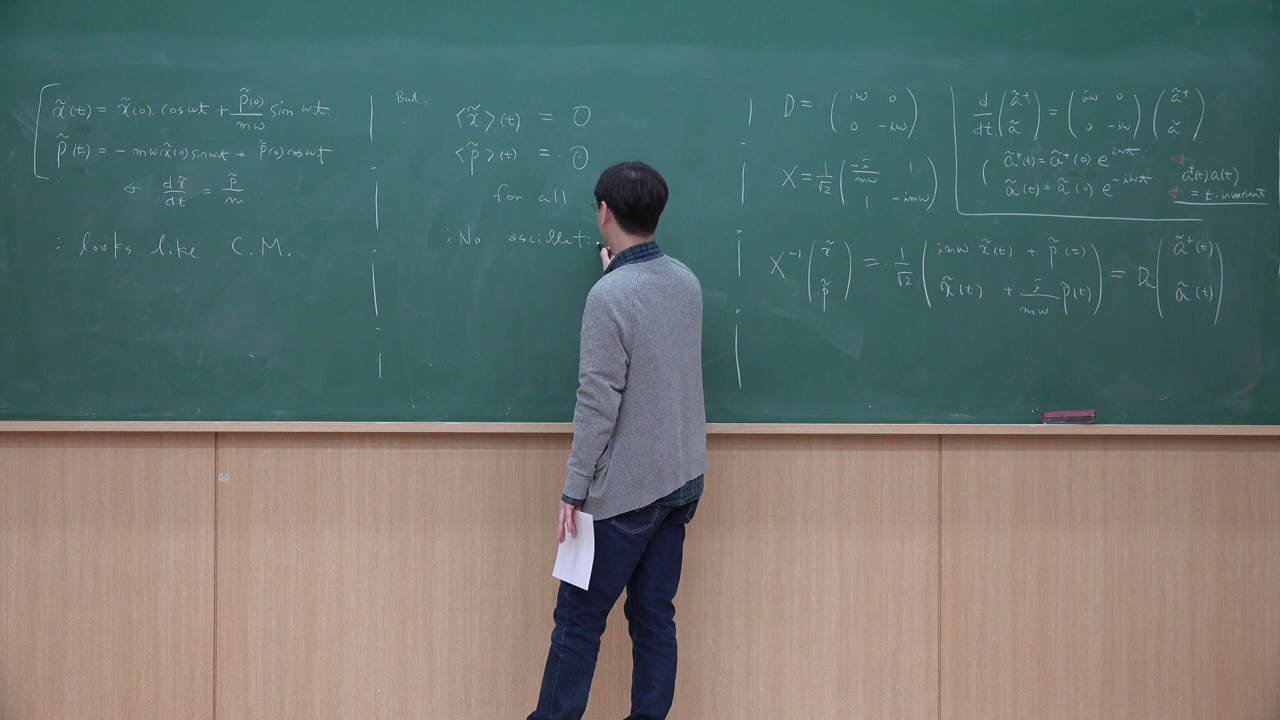 x̃(t) = x̃(0) cos ωt + p̃(0)/mω sin ωt.
p̃(t) = - mω x̃(0) sin ωt + p̃(0) cos ωt
← dx̃/dt = p̃/m
∴ looks like C.M.
But.
⟨x̃⟩(t) = 0
⟨p̃⟩(t) = 0
for all
∴ No oscillati
D = ( iω 0 ; 0 -iω )
X = 1/√2 ( -i/mω 1 ; 1 -imω )
d/dt ( ã† ; ã ) = ( iω 0 ; 0 -iω ) ( ã† ; ã )
( ã†(t) = ã†(0) e^{iωt}
ã(t) = ã(0) e^{-iωt}
a†(t) a(t)
= t-invariant
X⁻¹ ( x̃ ; p̃ ) = 1/√2 ( imω x̃(t) + p̃(t) ; x̃(t) + i/mω p̃(t) ) = D ( ã†(t) ; ã(t) )